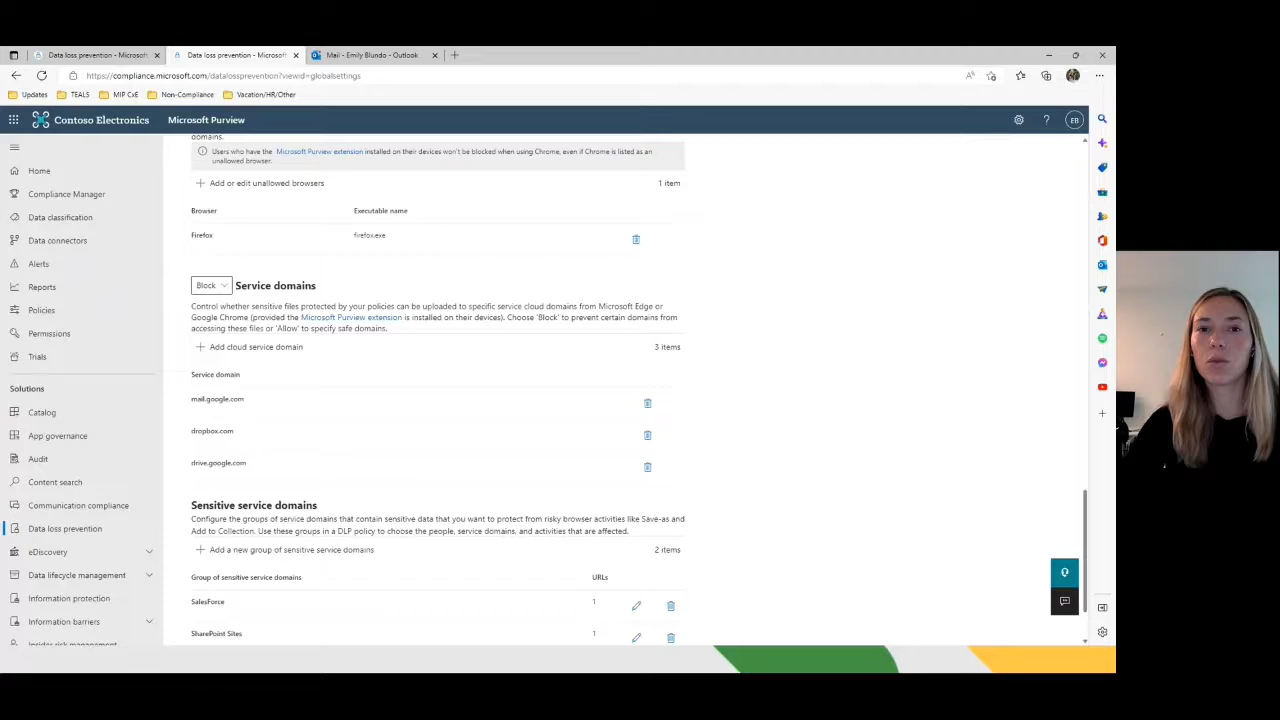 Data loss prevention - Microsoft
Data loss prevention - Microsoft
Mail - Emily Blundo - Outlook
https://compliance.microsoft.com/datalossprevention?viewid=globalsettings
Updates
TEALS
MIP CxE
Non-Compliance
Vacation/HR/Other
Contoso Electronics
Microsoft Purview
EB
Home
Compliance Manager
Data classification
Data connectors
Alerts
Reports
Policies
Permissions
Trials
Solutions
Catalog
App governance
Audit
Content search
Communication compliance
Data loss prevention
eDiscovery
Data lifecycle management
Information protection
Information barriers
Insider risk management
domains.
Users who have the Microsoft Purview extension installed on their devices won't be blocked when using Chrome, even if Chrome is listed as an
unallowed browser.
Add or edit unallowed browsers
1 item
Browser
Executable name
Firefox
firefox.exe
Block
Service domains
Control whether sensitive files protected by your policies can be uploaded to specific service cloud domains from Microsoft Edge or
Google Chrome (provided the Microsoft Purview extension is installed on their devices). Choose 'Block' to prevent certain domains from
accessing these files or 'Allow' to specify safe domains.
Add cloud service domain
3 items
Service domain
mail.google.com
dropbox.com
drive.google.com
Sensitive service domains
Configure the groups of service domains that contain sensitive data that you want to protect from risky browser activities like Save-as and
Add to Collection. Use these groups in a DLP policy to choose the people, service domains, and activities that are affected.
Add a new group of sensitive service domains
2 items
Group of sensitive service domains
URLs
SalesForce
1
SharePoint Sites
1